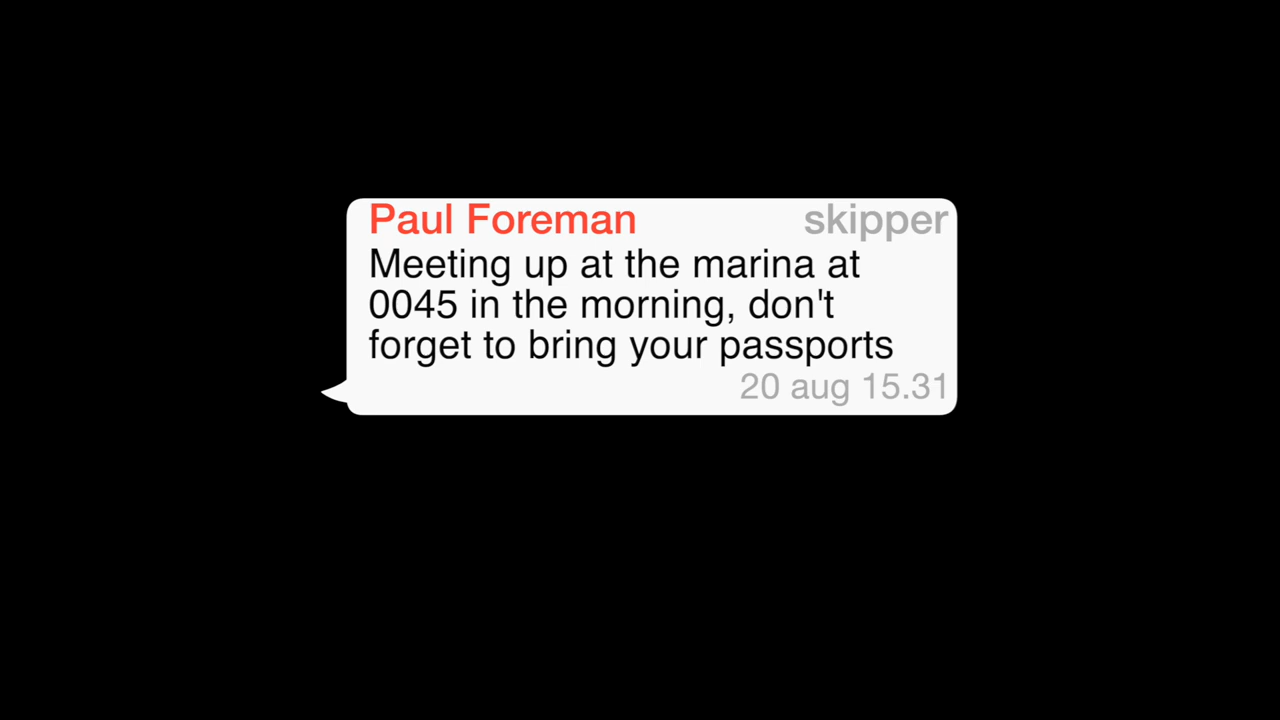 Paul Foreman skipper
Meeting up at the marina at
0045 in the morning, don't
forget to bring your passports
20 aug 15.31